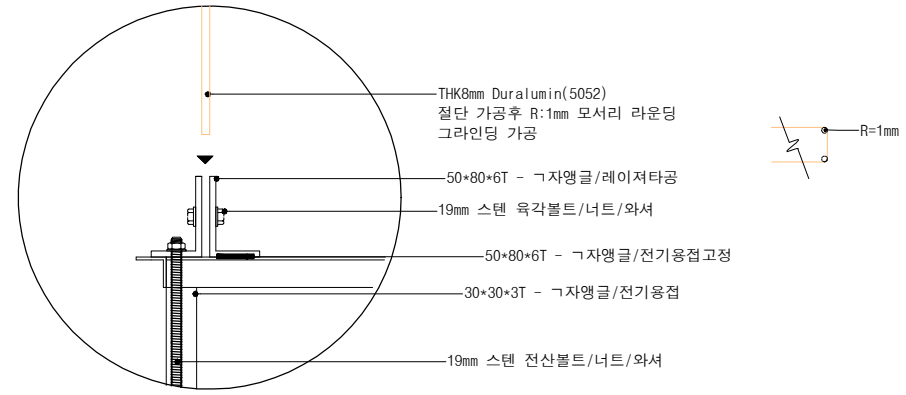 THK8mm Duralumin(5052)
절단 가공후 R:1mm 모서리 라운딩
그라인딩 가공
R=1mm
50*80*6T - ㄱ자앵글/레이져타공
19mm 스텐 육각볼트/너트/와셔
50*80*6T - ㄱ자앵글/전기용접고정
30*30*3T - ㄱ자앵글/전기용접
19mm 스텐 전산볼트/너트/와셔